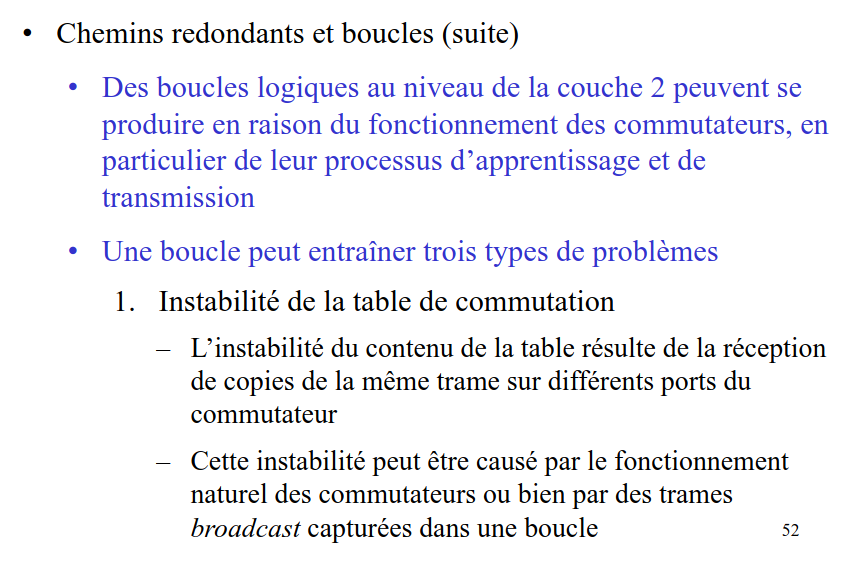 • Chemins redondants et boucles (suite)
• Des boucles logiques au niveau de la couche 2 peuvent se
produire en raison du fonctionnement des commutateurs, en
particulier de leur processus d’apprentissage et de
transmission
• Une boucle peut entraîner trois types de problèmes
1. Instabilité de la table de commutation
– L’instabilité du contenu de la table résulte de la réception
de copies de la même trame sur différents ports du
commutateur
– Cette instabilité peut être causé par le fonctionnement
naturel des commutateurs ou bien par des trames
broadcast capturées dans une boucle
52